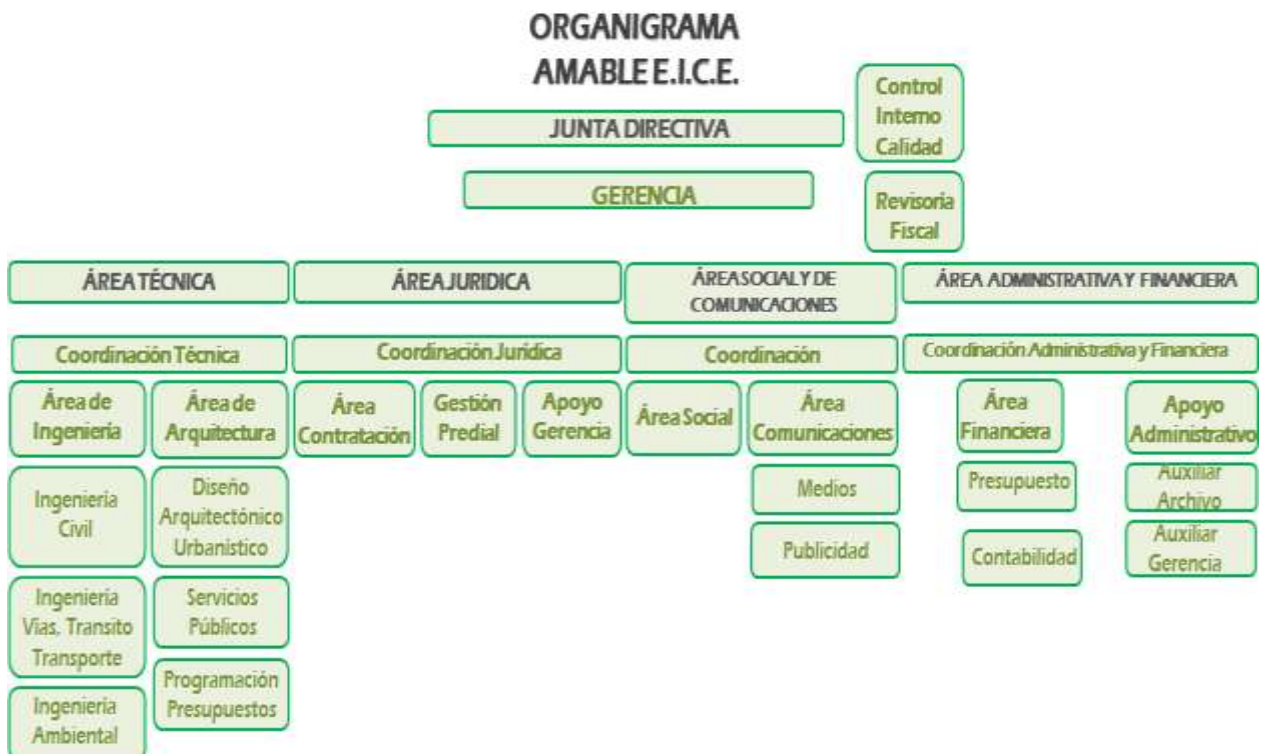 ORGANIGRAMA
AMABLE E.I.C.E.
Control
Interno
Calidad
JUNTA DIRECTIVA
GERENCIA
Revisoría
Fiscal
ÁREA TÉCNICA
ÁREA JURIDICA
ÁREA SOCIAL Y DE
COMUNICACIONES
ÁREA ADMINISTRATIVA Y FINANCIERA
Coordinación Técnica
Coordinación Jurídica
Coordinación
Coordinación Administrativa y Financiera
Área de
Ingeniería
Área de
Arquitectura
Área
Contratación
Gestión
Predial
Apoyo
Gerencia
Área Social
Área
Comunicaciones
Área
Financiera
Apoyo
Administrativo
Ingeniería
Civil
Diseño
Arquitectónico
Urbanístico
Medios
Presupuesto
Auxiliar
Archivo
Publicidad
Contabilidad
Auxiliar
Gerencia
Ingeniería
Vias, Transito
Transporte
Servicios
Públicos
Ingeniería
Ambiental
Programación
Presupuestos